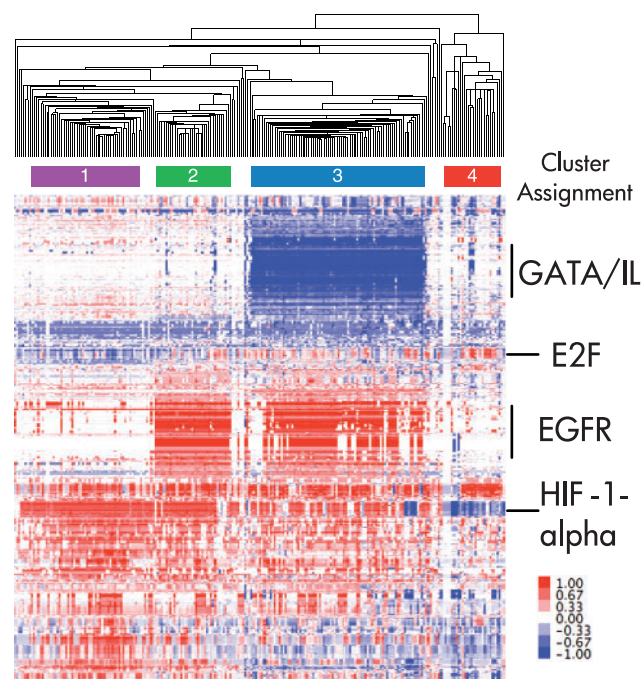 1 2 3 4
Cluster
Assignment
GATA/IL
E2F
EGFR
HIF -1-
alpha
1.00
0.67
0.33
0.00
-0.33
-0.67
-1.00